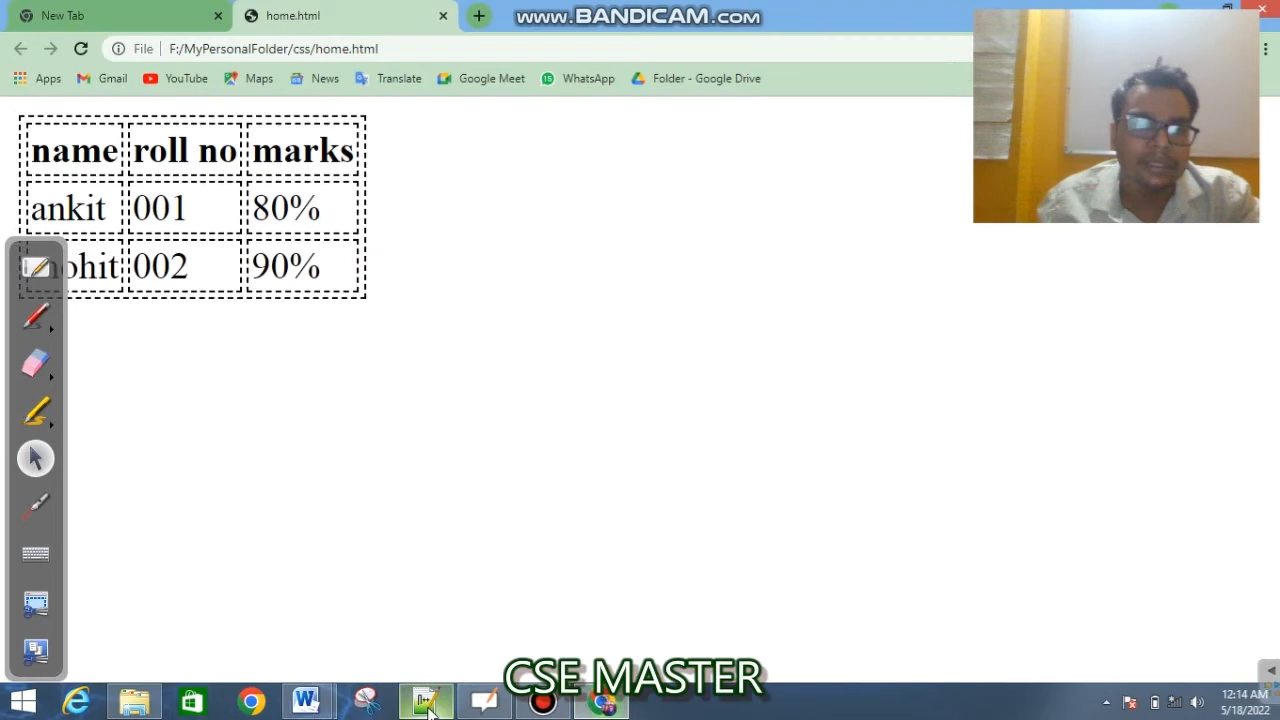 New Tab
home.html
www.BANDICAM.com
File
F:/MyPersonalFolder/css/home.html
Apps
Gmail
YouTube
Maps
News
Translate
Google Meet
15
WhatsApp
Folder - Google Drive
name roll no marks
ankit 001 80%
002 90%
CSE MASTER
12:14 AM
5/18/2022